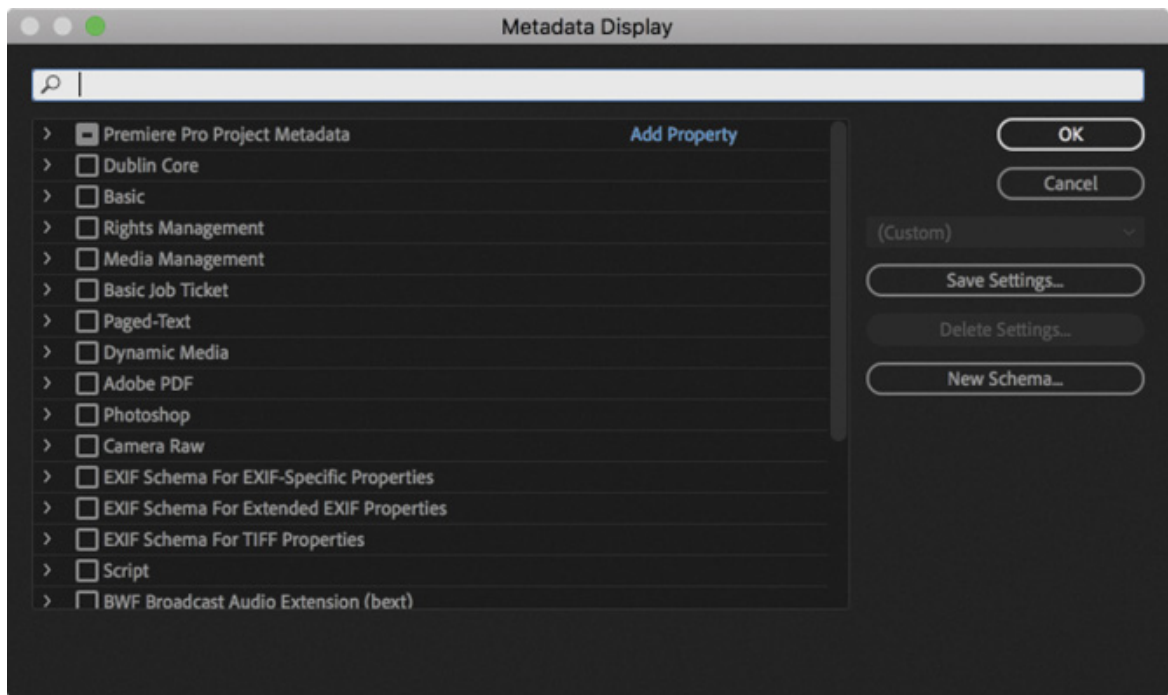 Metadata Display
Premiere Pro Project Metadata Add Property
Dublin Core
Basic
Rights Management
Media Management
Basic Job Ticket
Paged-Text
Dynamic Media
Adobe PDF
Photoshop
Camera Raw
EXIF Schema For EXIF-Specific Properties
EXIF Schema For Extended EXIF Properties
EXIF Schema For TIFF Properties
Script
BWF Broadcast Audio Extension (bext)
OK
Cancel
(Custom)
Save Settings...
Delete Settings...
New Schema...